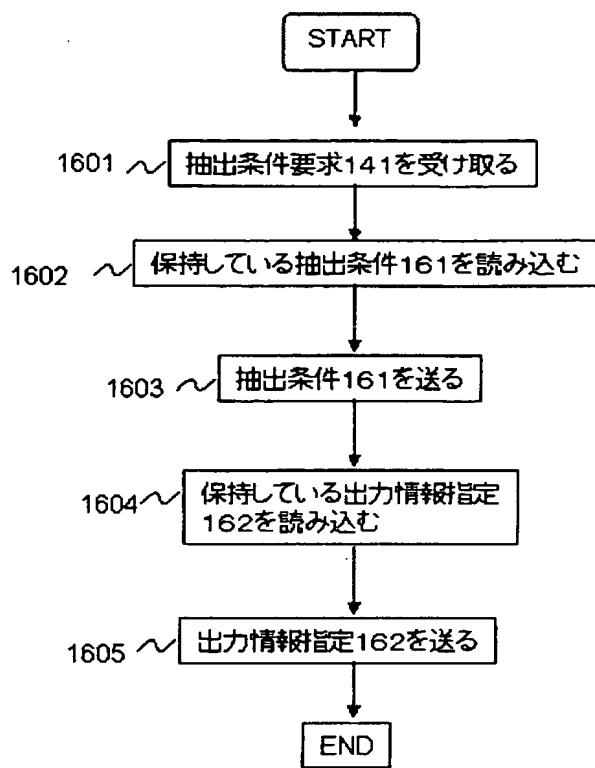 START
1601 抽出条件要求141を受け取る
1602 保持している抽出条件161を読み込む
1603 抽出条件161を送る
1604 保持している出力情報指定
162を読み込む
1605 出力情報指定162を送る
END